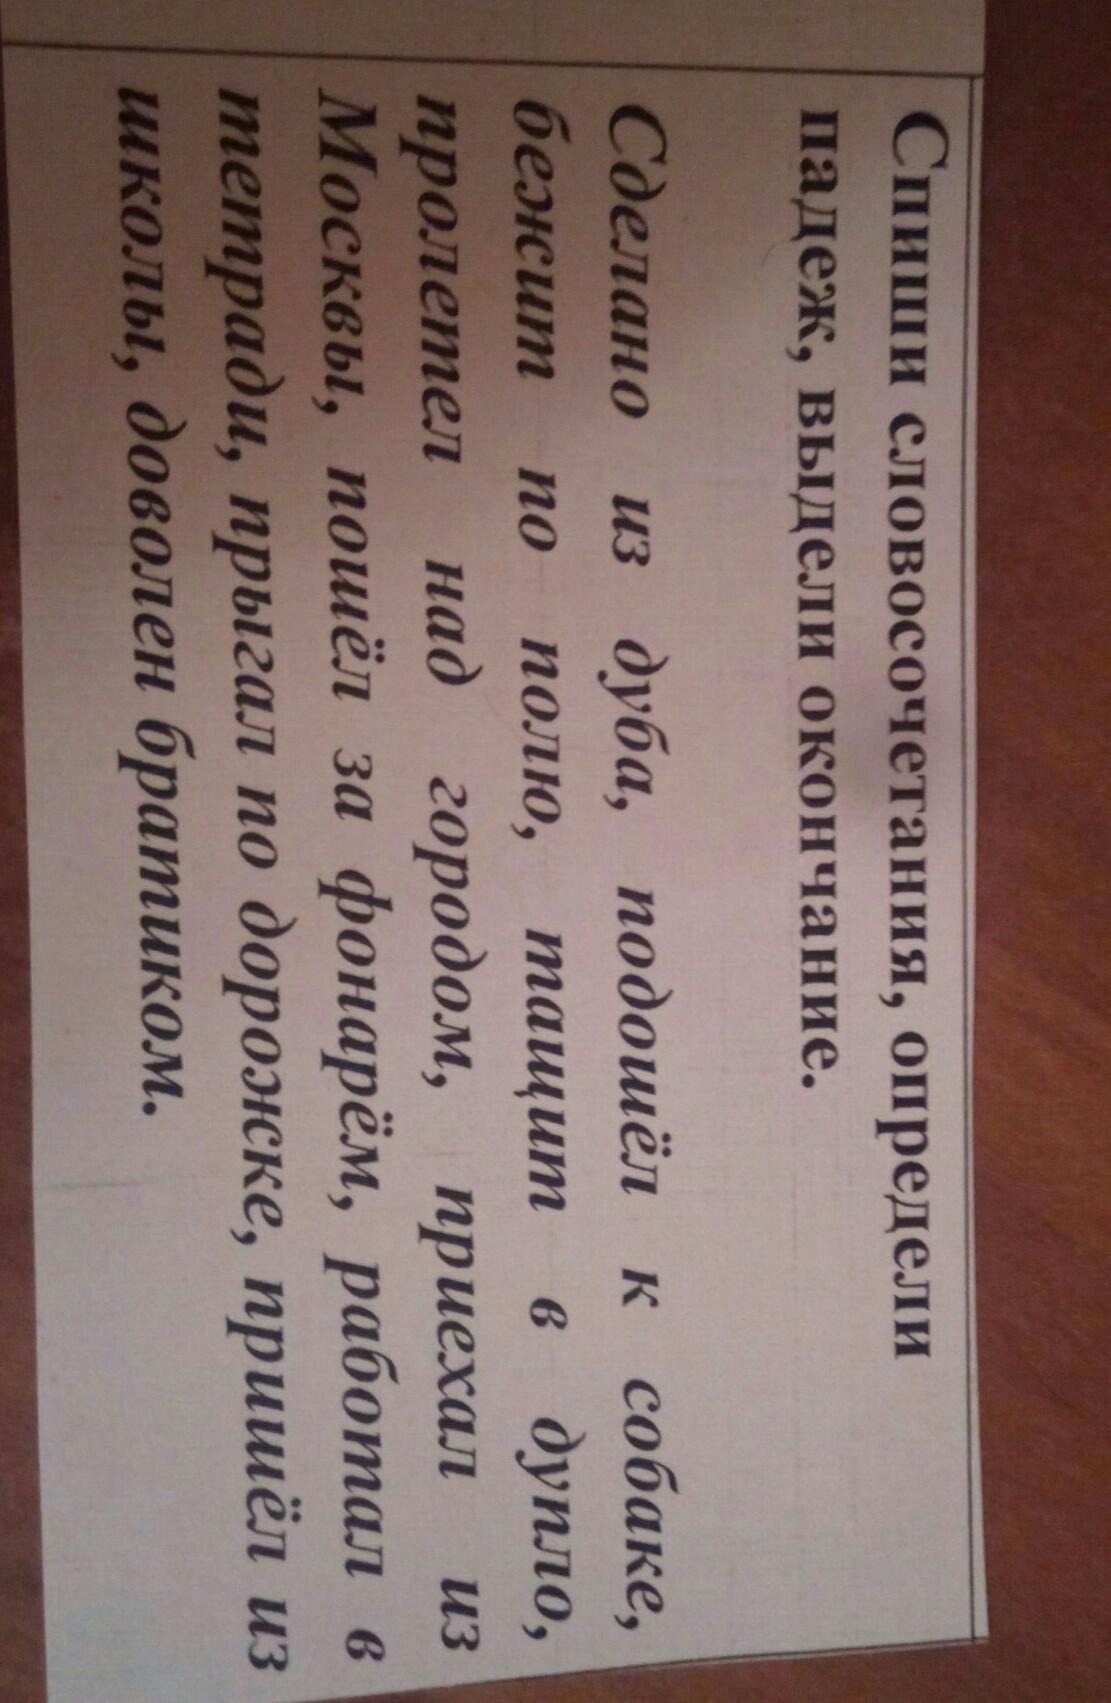 Спиши словосочетания, определи
падеж, выдели окончание.
Сделано из дуба, подошёл к собаке,
бежит по полю, тащит в дупло,
пролетел над городом, приехал из
Москвы, пошёл за фонарём, работал в
тетради, прыгал по дорожке, пришёл из
школы, доволен братиком.